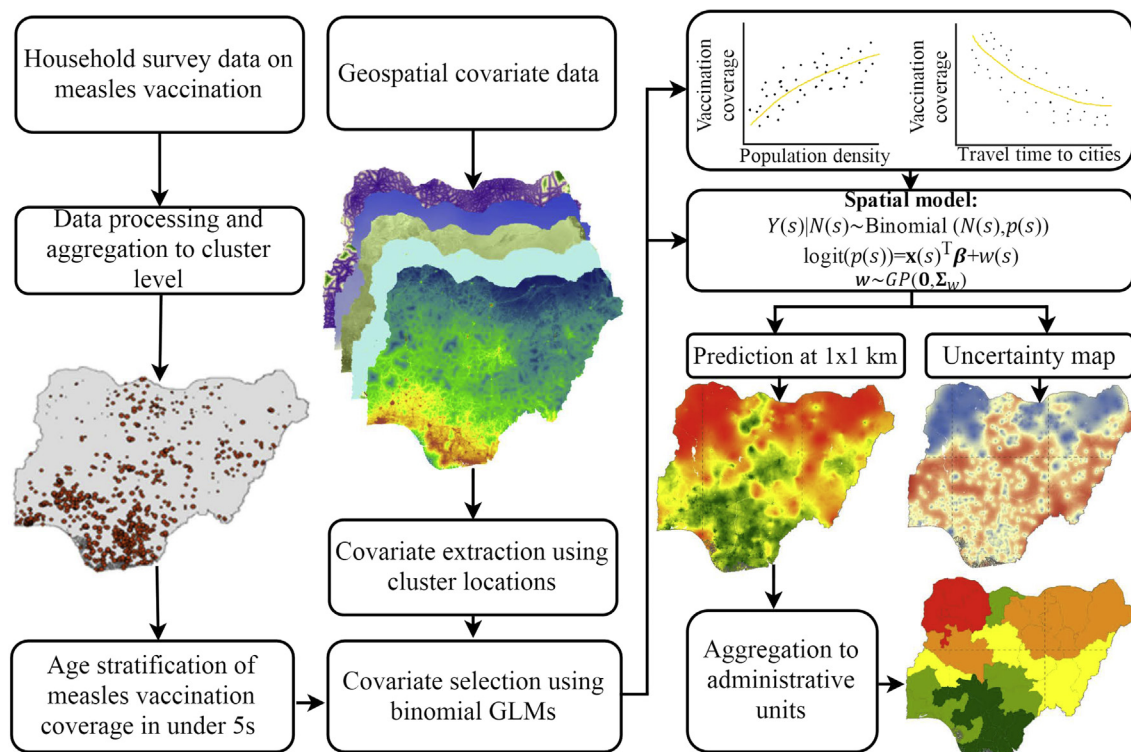 Household survey data on
measles vaccination
Data processing and
aggregation to cluster
level
Age stratification of
measles vaccination
coverage in under 5s
Geospatial covariate data
Covariate extraction using
cluster locations
Covariate selection using
binomial GLMs
Vaccination
coverage
Population density
Vaccination
coverage
Travel time to cities
Spatial model:
Y(s)|N(s)~Binomial (N(s),p(s))
logit(p(s))=x(s)ᵀβ+w(s)
w~GP(0,Σ_w)
Prediction at 1x1 km
Uncertainty map
Aggregation to
administrative
units